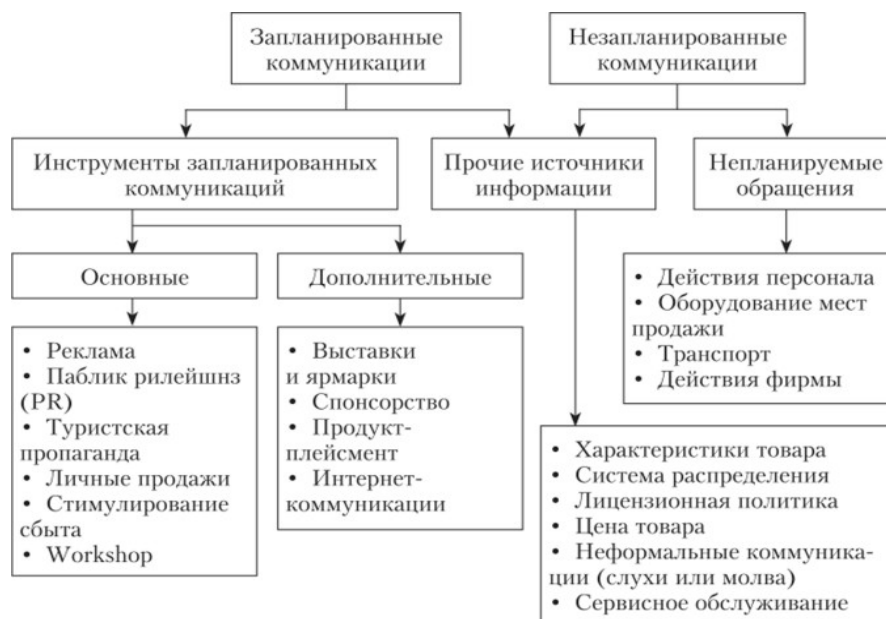 Запланированные
коммуникации
Незапланированные
коммуникации
Инструменты запланированных
коммуникаций
Прочие источники
информации
Непланируемые
обращения
Основные
Дополнительные
• Реклама
• Паблик рилейшнз
(PR)
• Туристская
пропаганда
• Личные продажи
• Стимулирование
сбыта
• Workshop
• Выставки
и ярмарки
• Спонсорство
• Продукт-
плейсмент
• Интернет-
коммуникации
• Действия персонала
• Оборудование мест
продажи
• Транспорт
• Действия фирмы
• Характеристики товара
• Система распределения
• Лицензионная политика
• Цена товара
• Неформальные коммуника-
ции (слухи или молва)
• Сервисное обслуживание